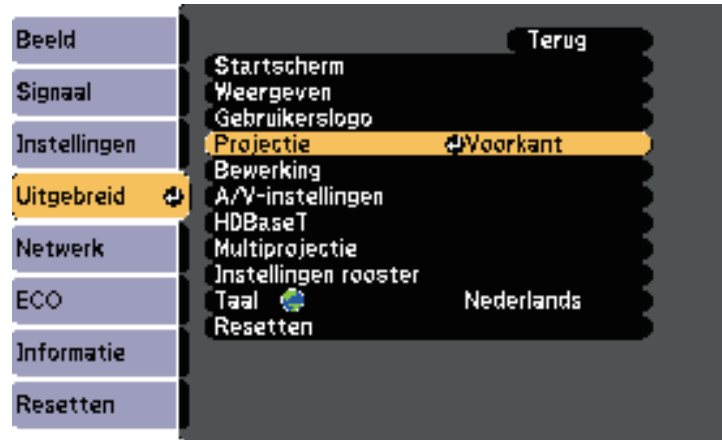 Beeld
Signaal
Instellingen
Uitgebreid
Netwerk
ECO
Informatie
Resetten
Terug
Startscherm
Weergeven
Gebruikerslogo
Projectie Voorkant
Bewerking
A/V-instellingen
HDBaseT
Multiprojectie
Instellingen rooster
Taal Nederlands
Resetten